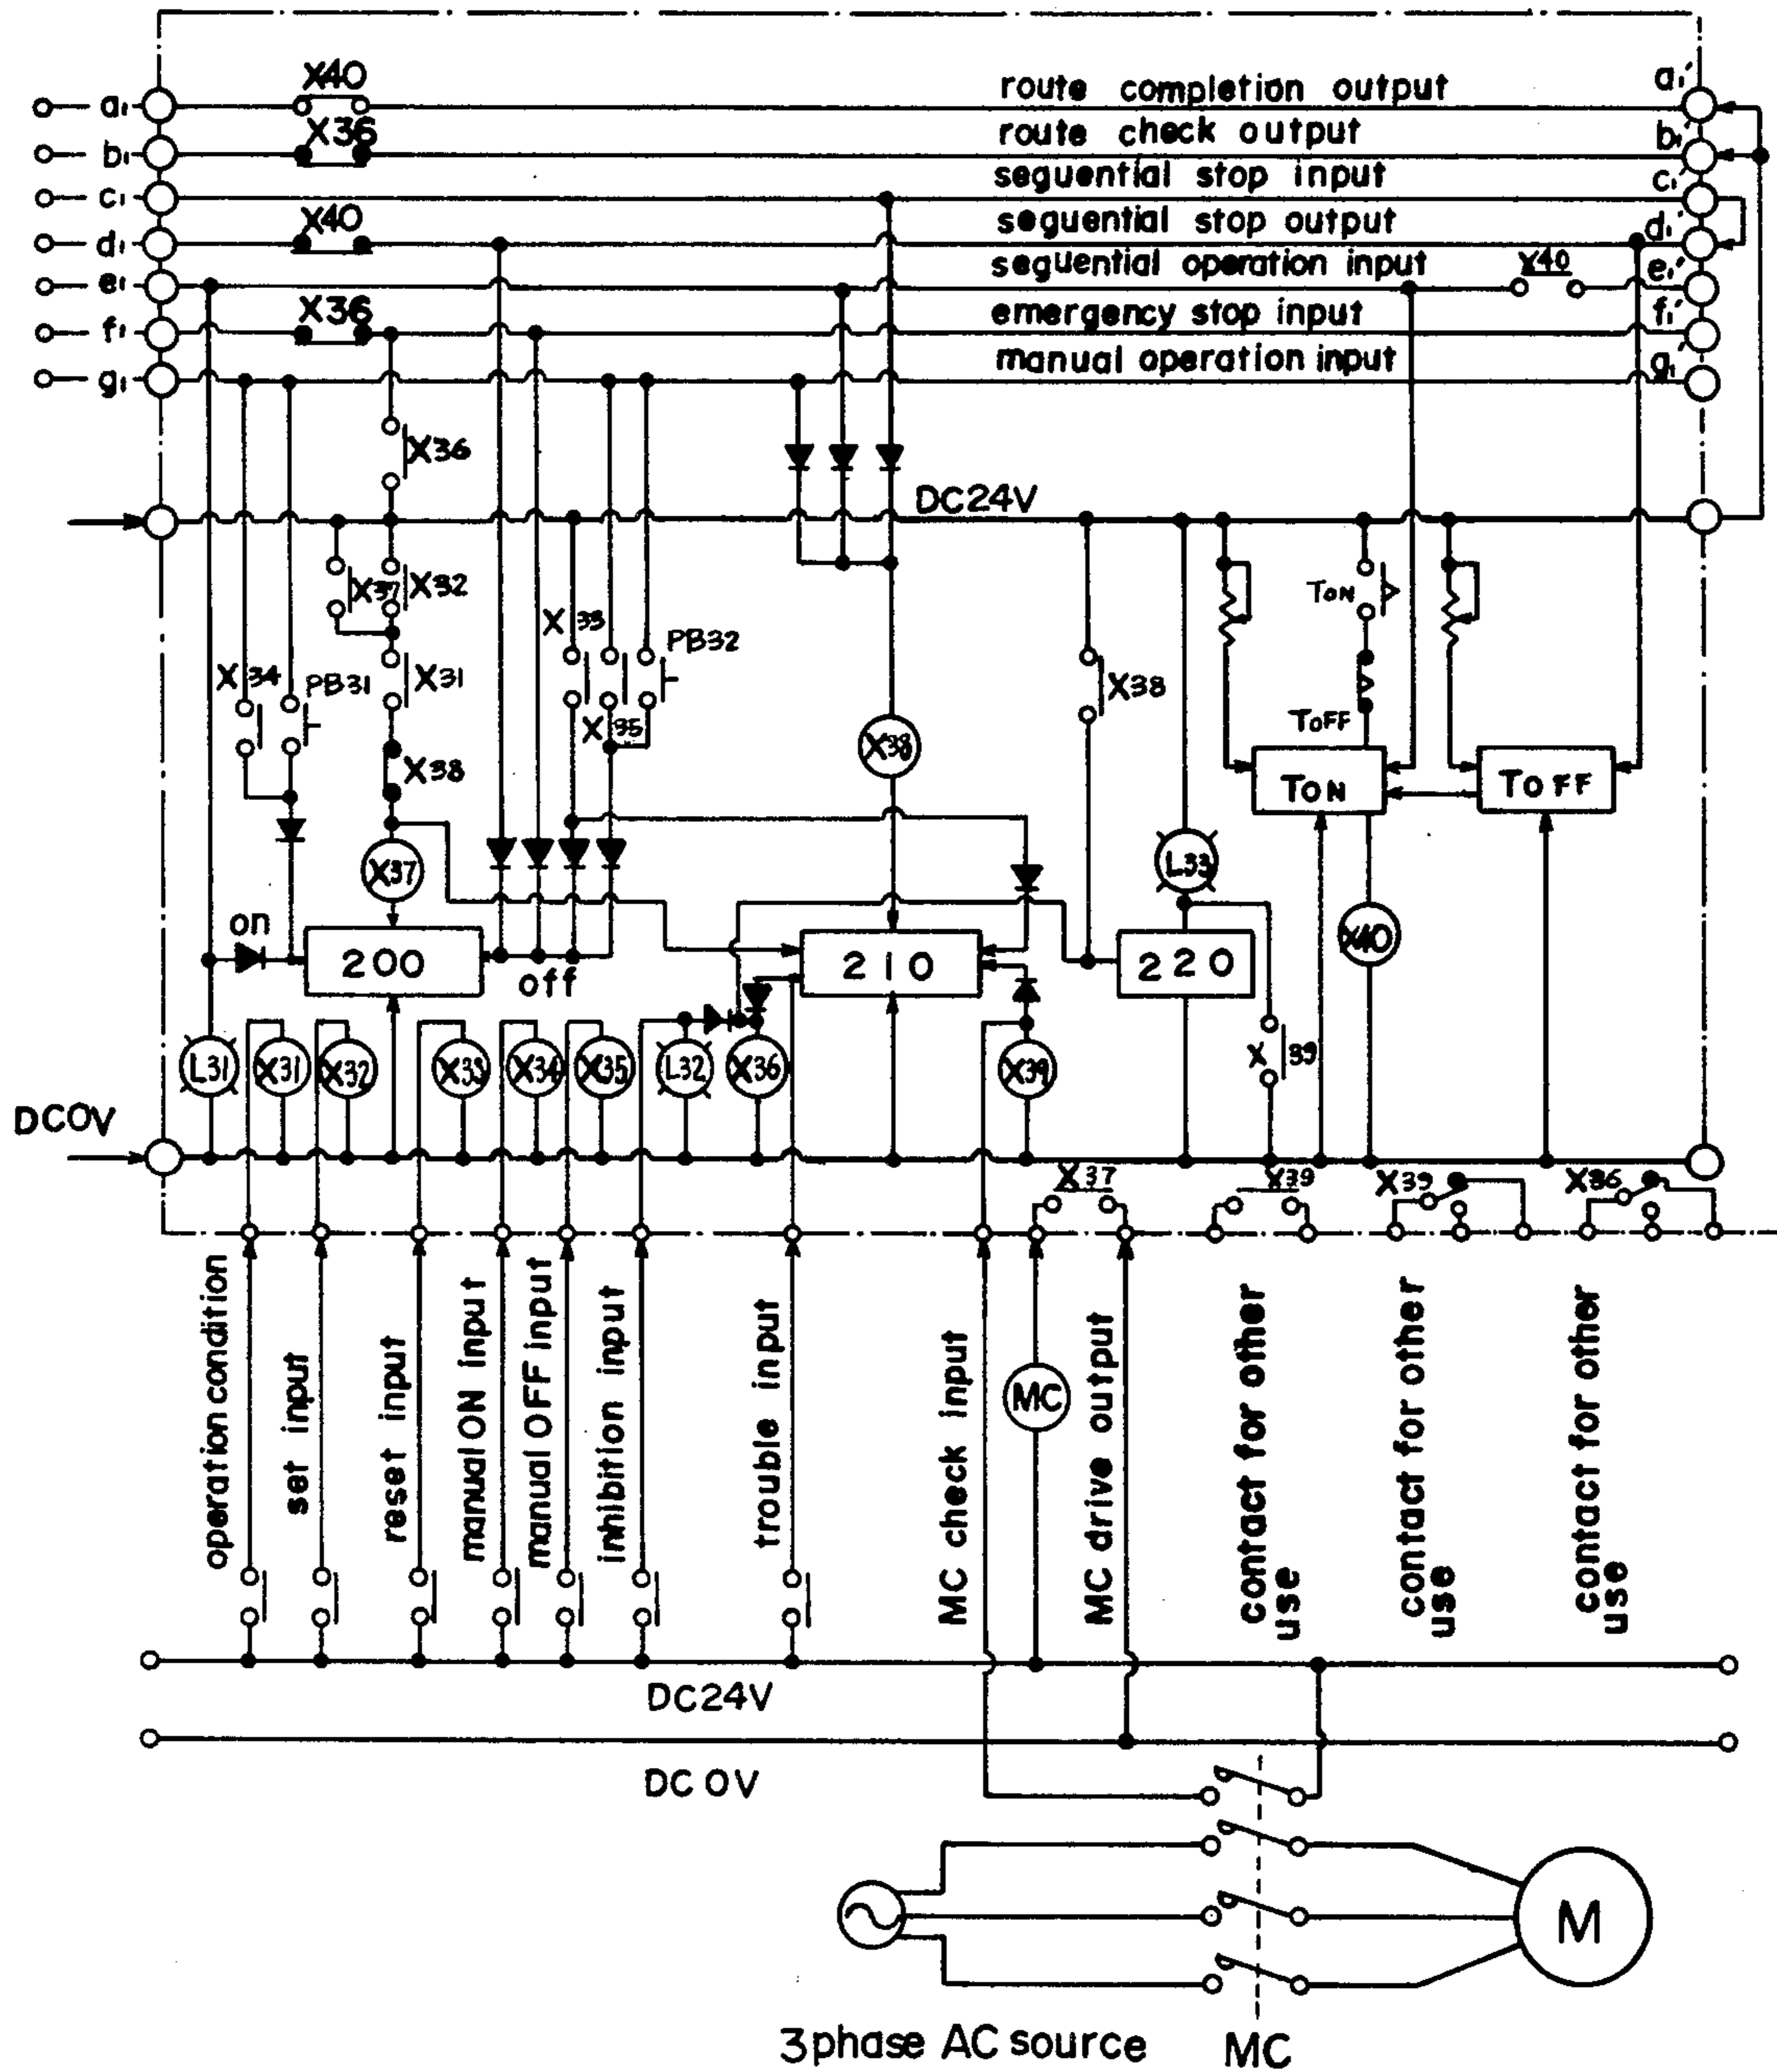 X40
a₁ route completion output a₁′
X36
b₁ route check output b₁′
c₁ seguential stop input c₁′
X40
d₁ seguential stop output d₁′
e₁ seguential operation input X40 e₁′
X36
f₁ emergency stop input f₁′
g₁ manual operation input g₁′
X36
DC24V
X37 X32 TON
X33 PB32
X34 PB31 X31 X35 X38 TOFF
X38 X38
TON TOFF
X37 L33
on X40
200 off 210 220
L31 X31 X32 X33 X34 X35 L32 X36 X39 X39
DC0V
X37 X39 X39 X36
operation condition
set input
reset input
manual ON input
manual OFF input
inhibition input
trouble input
MC check input
MC
MC drive output
contact for other
use
contact for other
use
contact for other
use
DC24V
DC 0V
M
3phase AC source MC